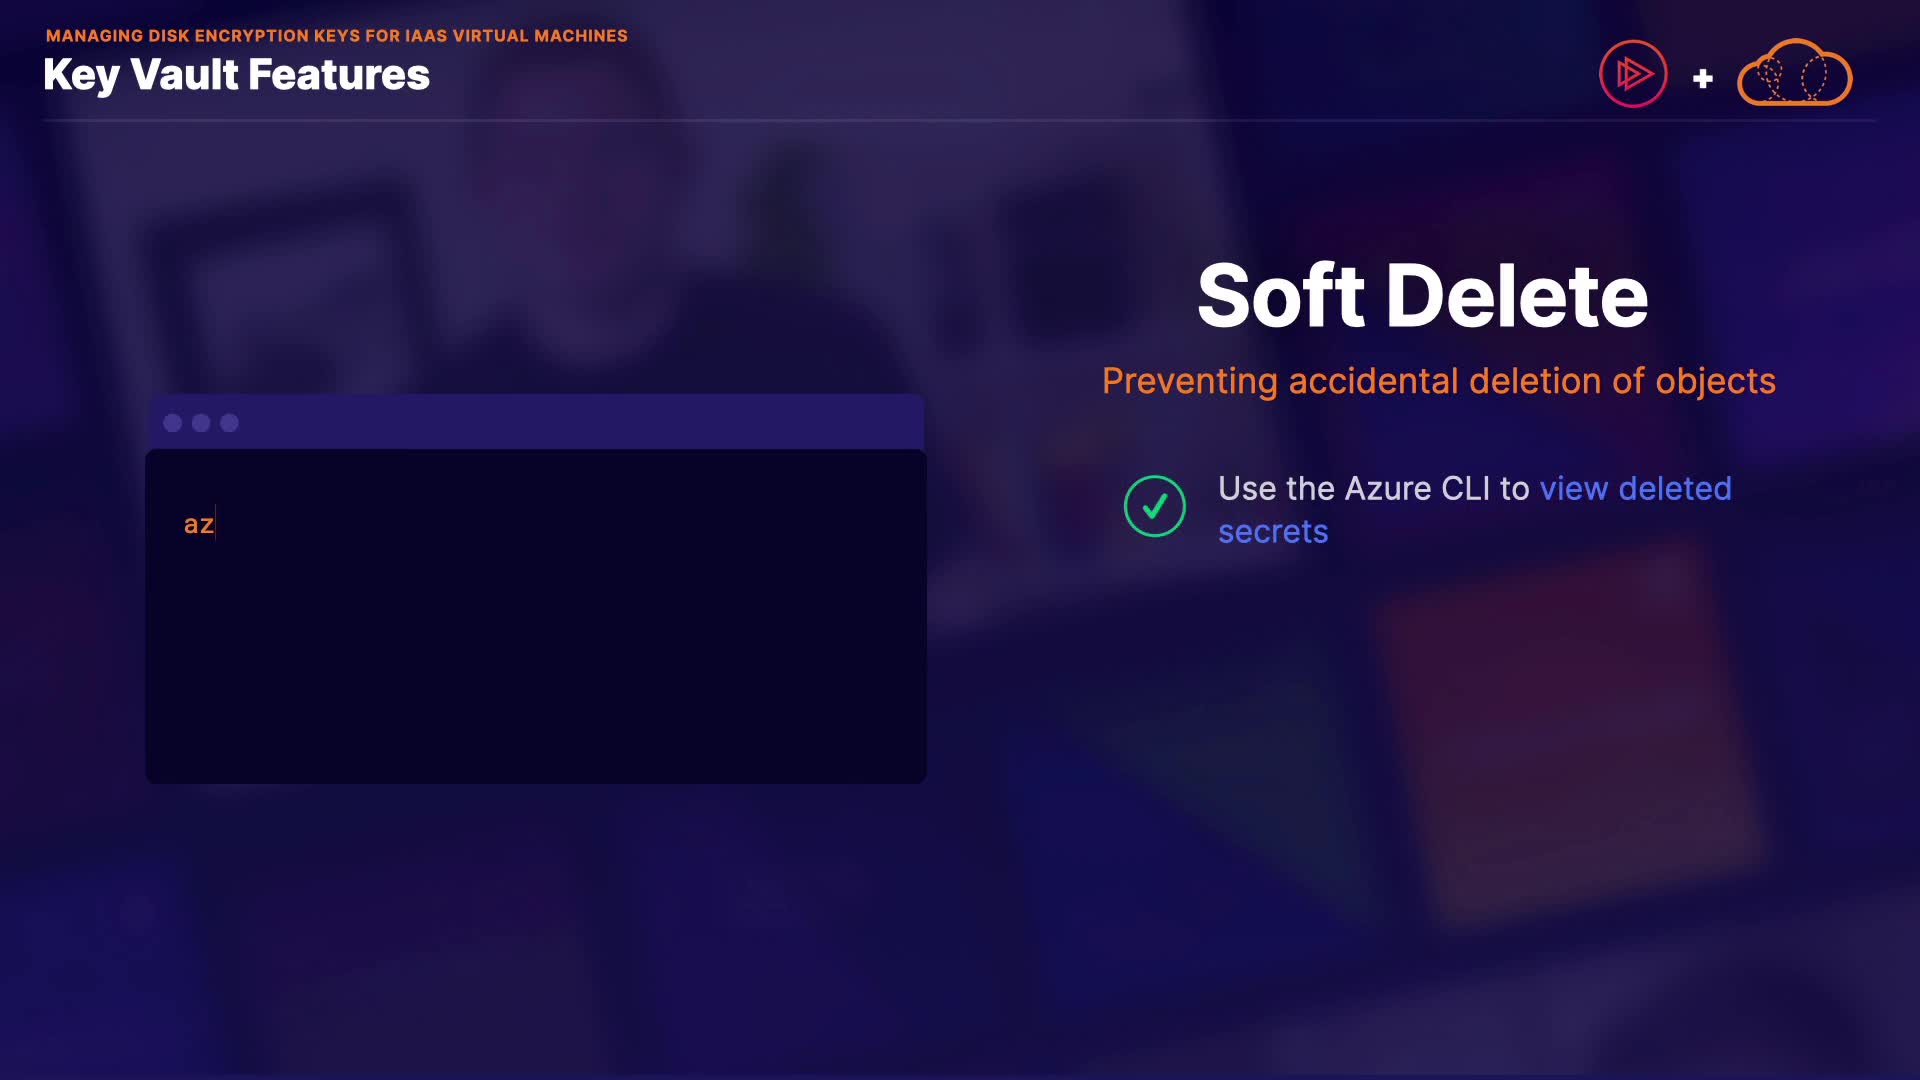 MANAGING DISK ENCRYPTION KEYS FOR IAAS VIRTUAL MACHINES
Key Vault Features
+
Soft Delete
Preventing accidental deletion of objects
Use the Azure CLI to view deleted
secrets
az